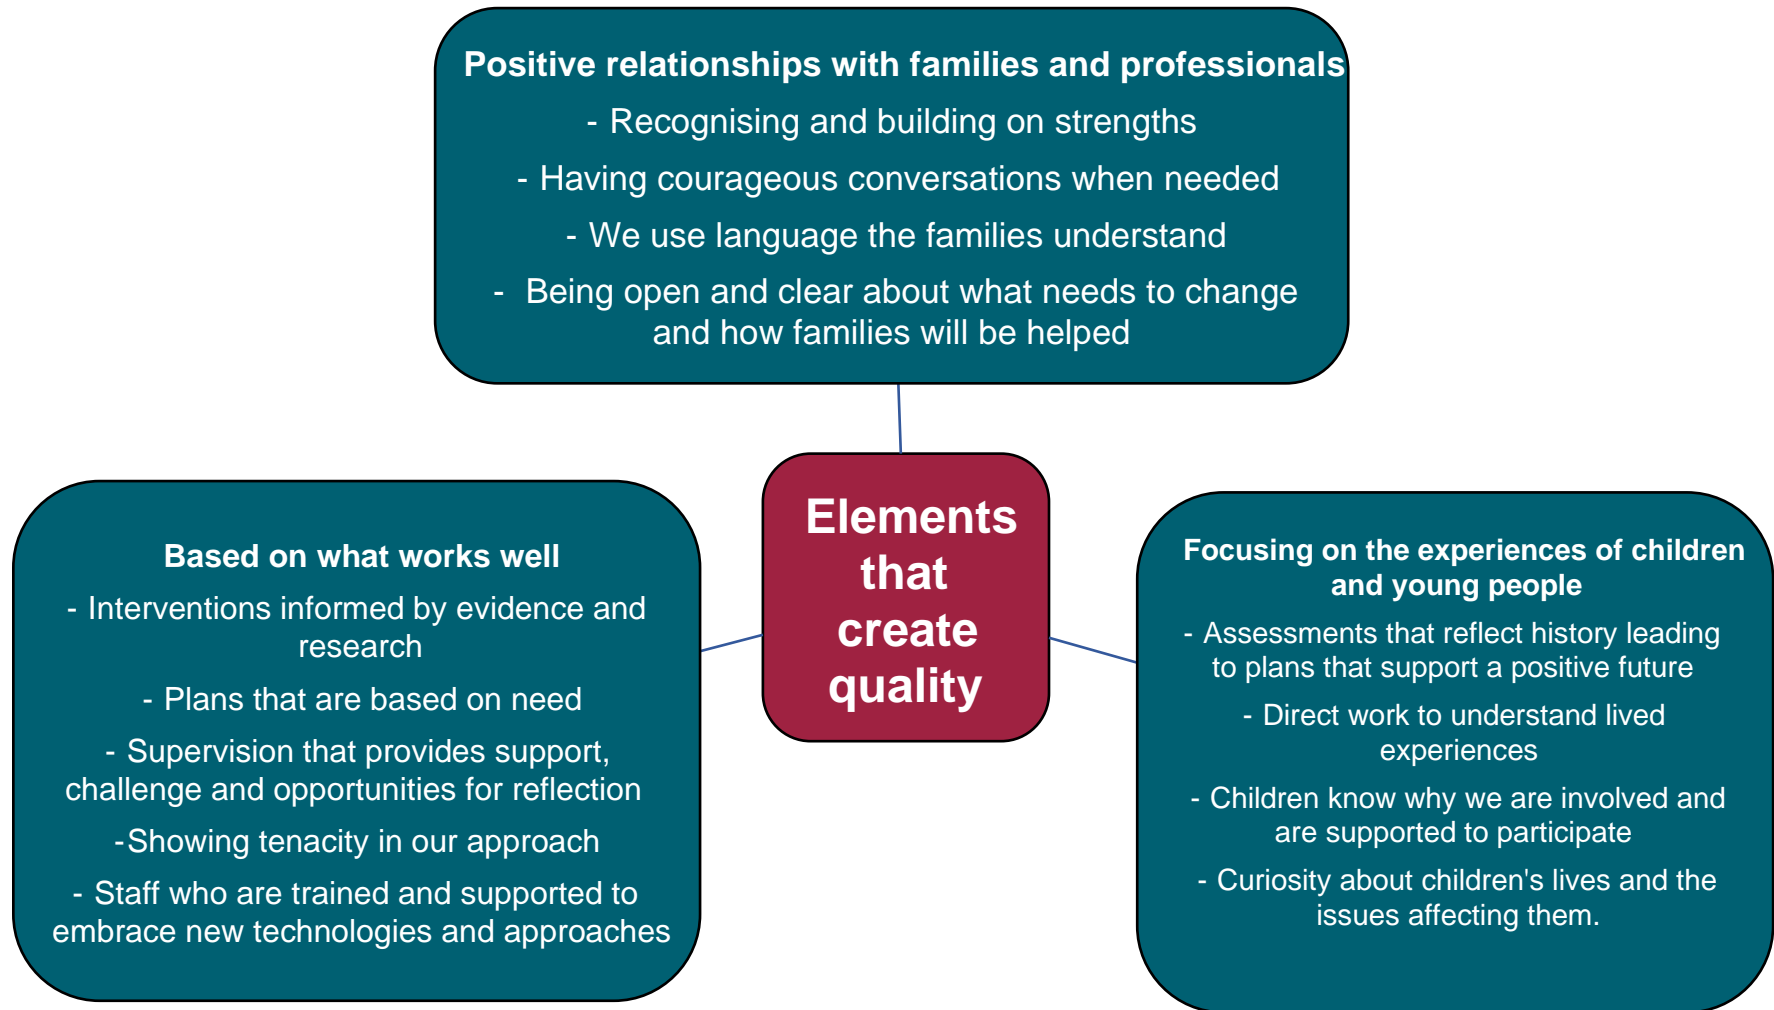 Positive relationships with families and professionals
- Recognising and building on strengths
- Having courageous conversations when needed
- We use language the families understand
- Being open and clear about what needs to change
and how families will be helped
Elements
that
create
quality
Based on what works well
- Interventions informed by evidence and
research
- Plans that are based on need
- Supervision that provides support,
challenge and opportunities for reflection
-Showing tenacity in our approach
- Staff who are trained and supported to
embrace new technologies and approaches
Focusing on the experiences of children
and young people
- Assessments that reflect history leading
to plans that support a positive future
- Direct work to understand lived
experiences
- Children know why we are involved and
are supported to participate
- Curiosity about children's lives and the
issues affecting them.